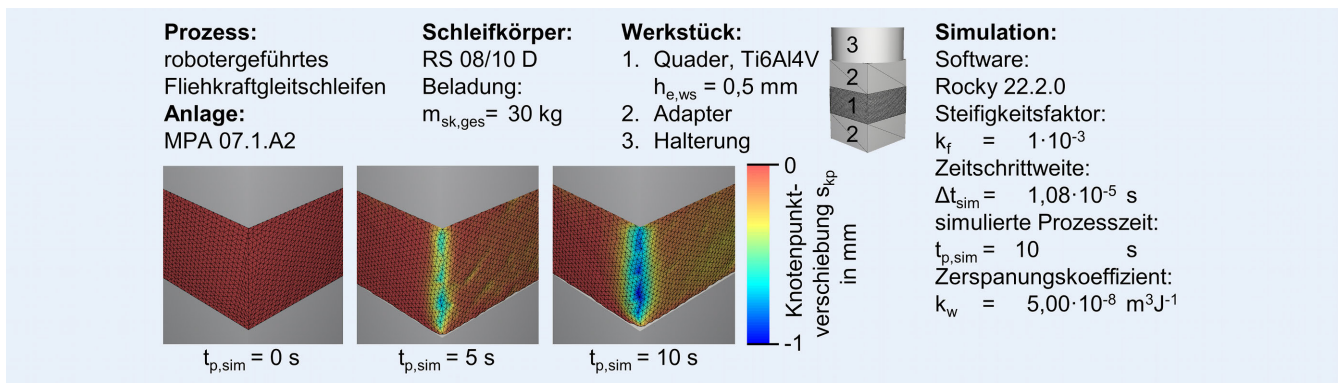 Prozess:
robotergeführtes
Fliehkraftgleitschleifen
Anlage:
MPA 07.1.A2
Schleifkörper:
RS 08/10 D
Beladung:
m_sk,ges = 30 kg
Werkstück:
1. Quader, Ti6Al4V
h_e,ws = 0,5 mm
2. Adapter
3. Halterung
3
2
1
2
Simulation:
Software:
Rocky 22.2.0
Steifigkeitsfaktor:
k_f = 1·10^-3
Zeitschrittweite:
Δt_sim = 1,08·10^-5 s
simulierte Prozesszeit:
t_p,sim = 10 s
Zerspanungskoeffizient:
k_w = 5,00·10^-8 m^3J^-1
0
-1
Knotenpunkt-
verschiebung s_kp
in mm
t_p,sim = 0 s
t_p,sim = 5 s
t_p,sim = 10 s